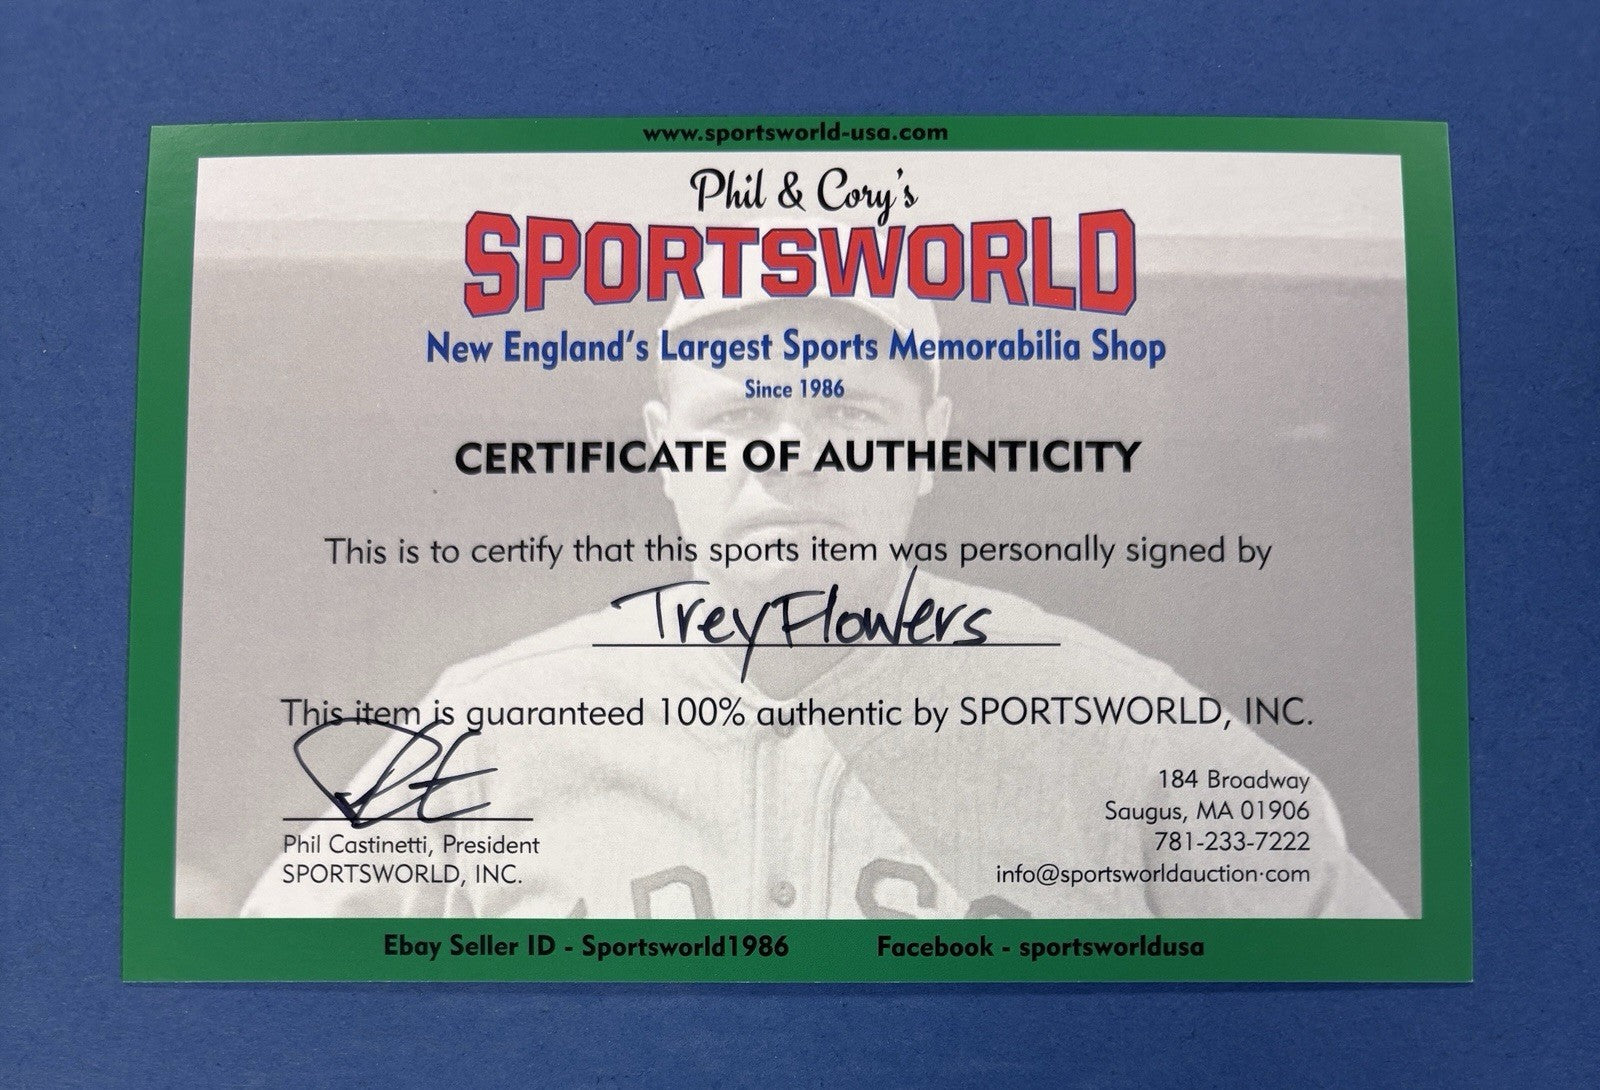 www.sportsworld-usa.com
Phil & Cory's
SPORTSWORLD
New England's Largest Sports Memorabilia Shop
Since 1986
CERTIFICATE OF AUTHENTICITY
This is to certify that this sports item was personally signed by
Trey Flowers
This item is guaranteed 100% authentic by SPORTSWORLD, INC.
Phil Castinetti, President
SPORTSWORLD, INC.
184 Broadway
Saugus, MA 01906
781-233-7222
info@sportsworldauction·com
Ebay Seller ID - Sportsworld1986
Facebook - sportsworldusa